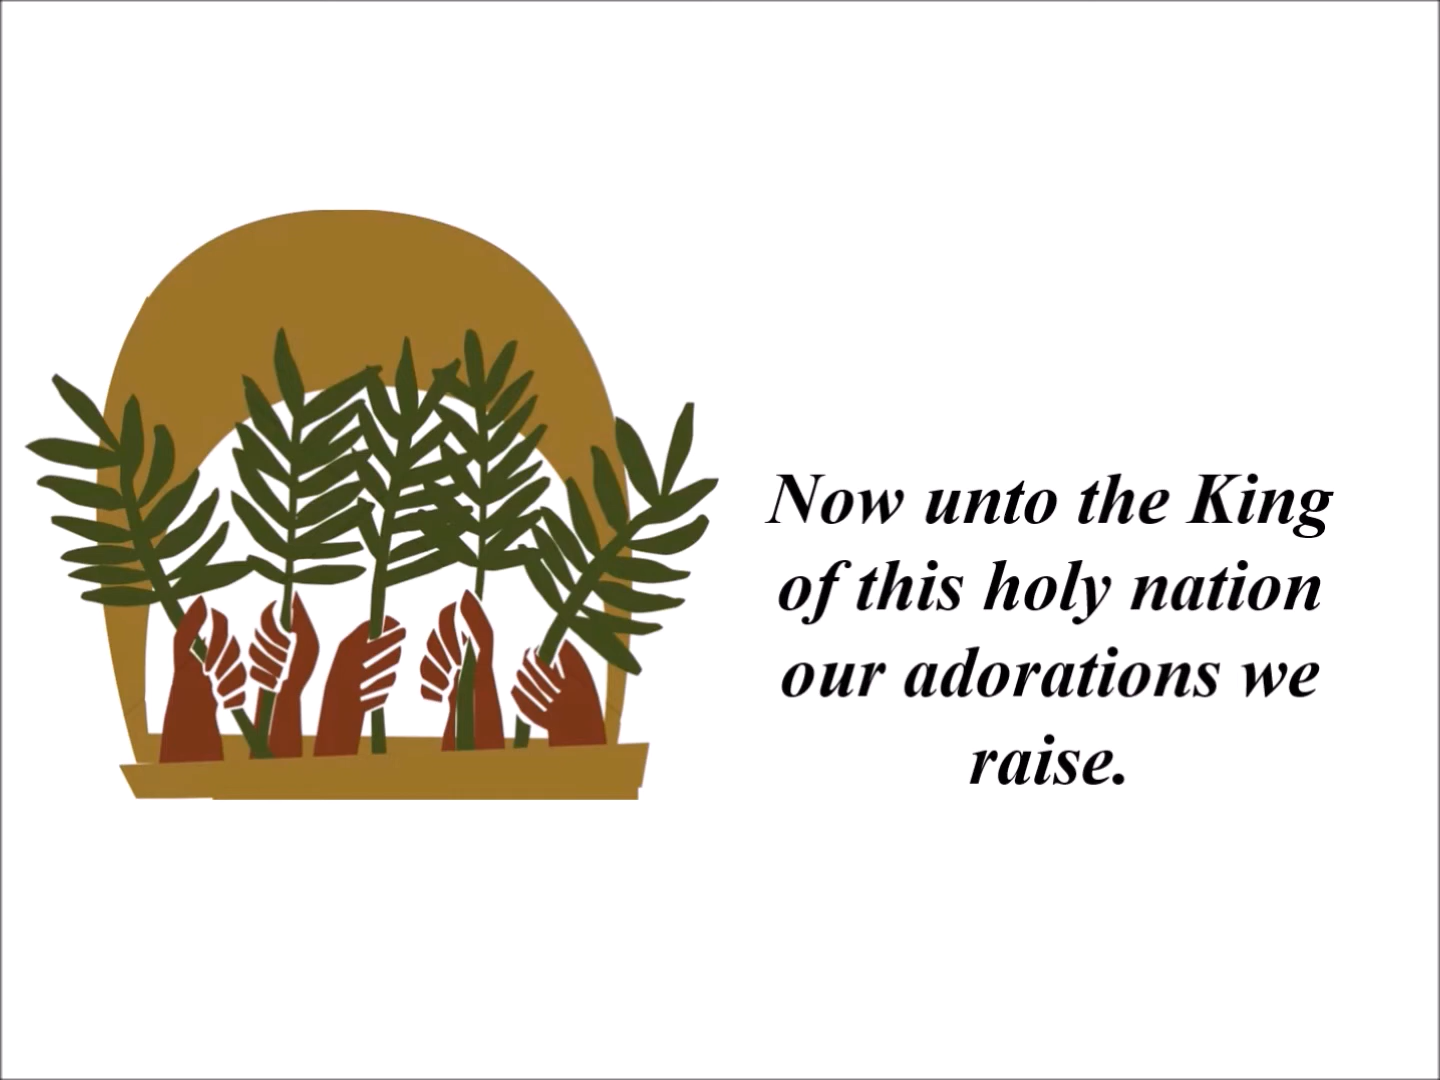 Now unto the King
of this holy nation
our adorations we
raise.